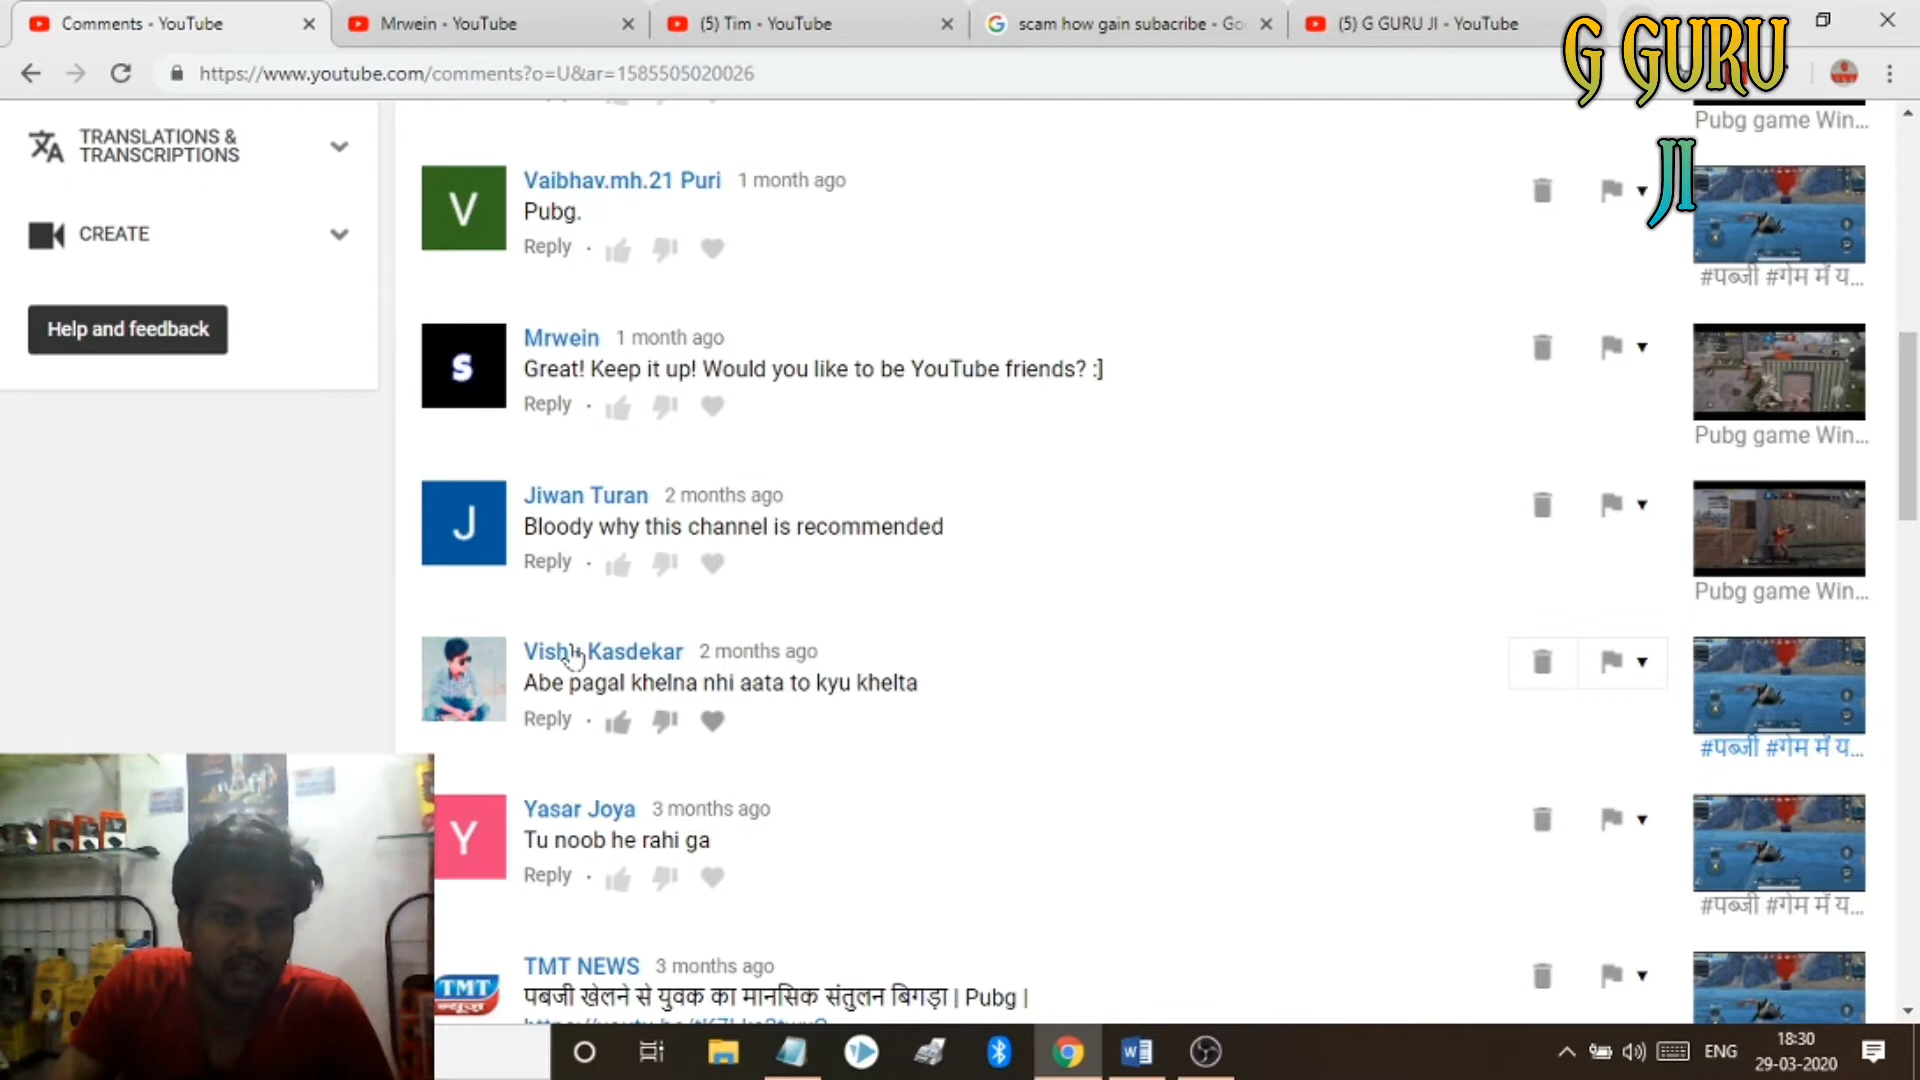 Comments - YouTube
Mrwein - YouTube
(5) Tim - YouTube
scam how gain subacribe - Go
(5) G GURU JI - YouTube
G GURU
JI
https://www.youtube.com/comments?o=U&ar=1585505020026
TRANSLATIONS &
TRANSCRIPTIONS
CREATE
Help and feedback
Pubg game Win...
Vaibhav.mh.21 Puri 1 month ago
Pubg.
Reply
#पब्जी #गेम में य...
Mrwein 1 month ago
Great! Keep it up! Would you like to be YouTube friends? :]
Reply
Pubg game Win...
Jiwan Turan 2 months ago
Bloody why this channel is recommended
Reply
Pubg game Win...
Kasdekar 2 months ago
Abe pagal khelna nhi aata to kyu khelta
Reply
#पब्जी #गेम में य...
Yasar Joya 3 months ago
Tu noob he rahi ga
Reply
#पब्जी #गेम में य...
TMT NEWS 3 months ago
पबजी खेलने से युवक का मानसिक संतुलन बिगड़ा | Pubg |
TMT
न्यूज़
V
S
J
Y
ENG
18:30
29-03-2020